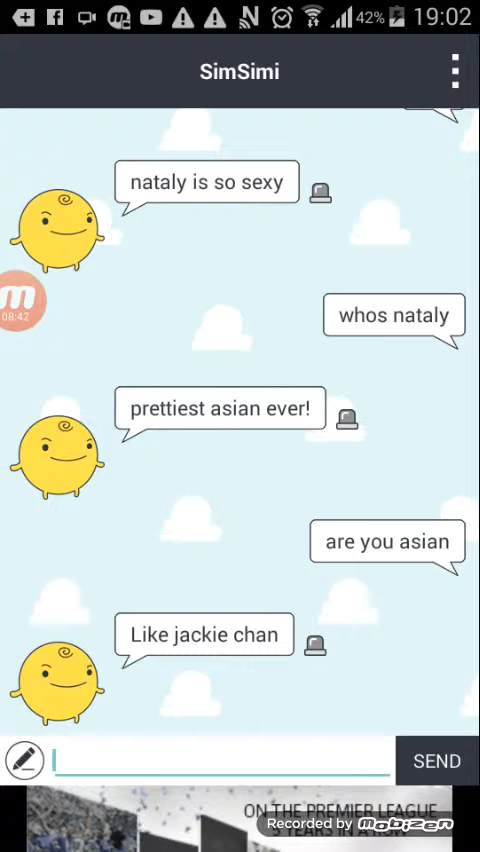 42% 19:02
SimSimi
nataly is so sexy
08:42
whos nataly
prettiest asian ever!
are you asian
Like jackie chan
SEND
ON THE PREMIER LEAGUE
Recorded by mobizen